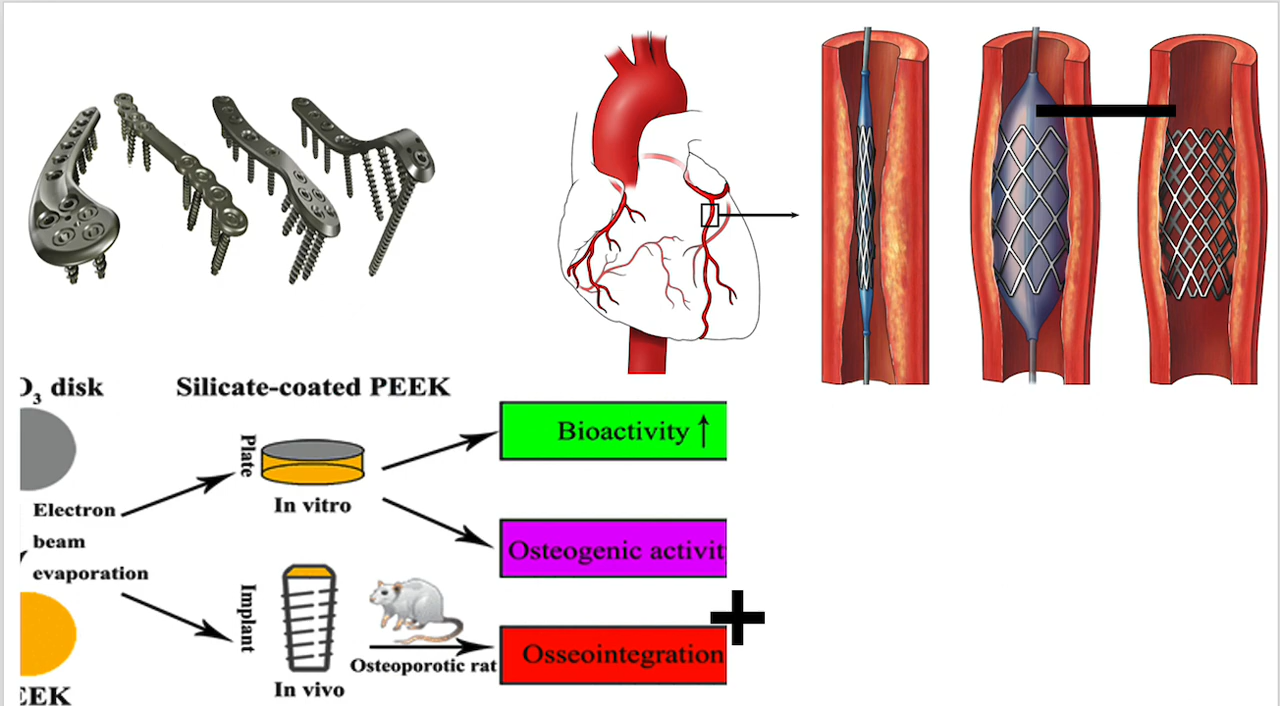 O₃ disk
Silicate-coated PEEK
Plate
In vitro
Electron
beam
evaporation
Bioactivity ↑
Osteogenic activit
Implant
In vivo
Osteoporotic rat
Osseointegration
EEK